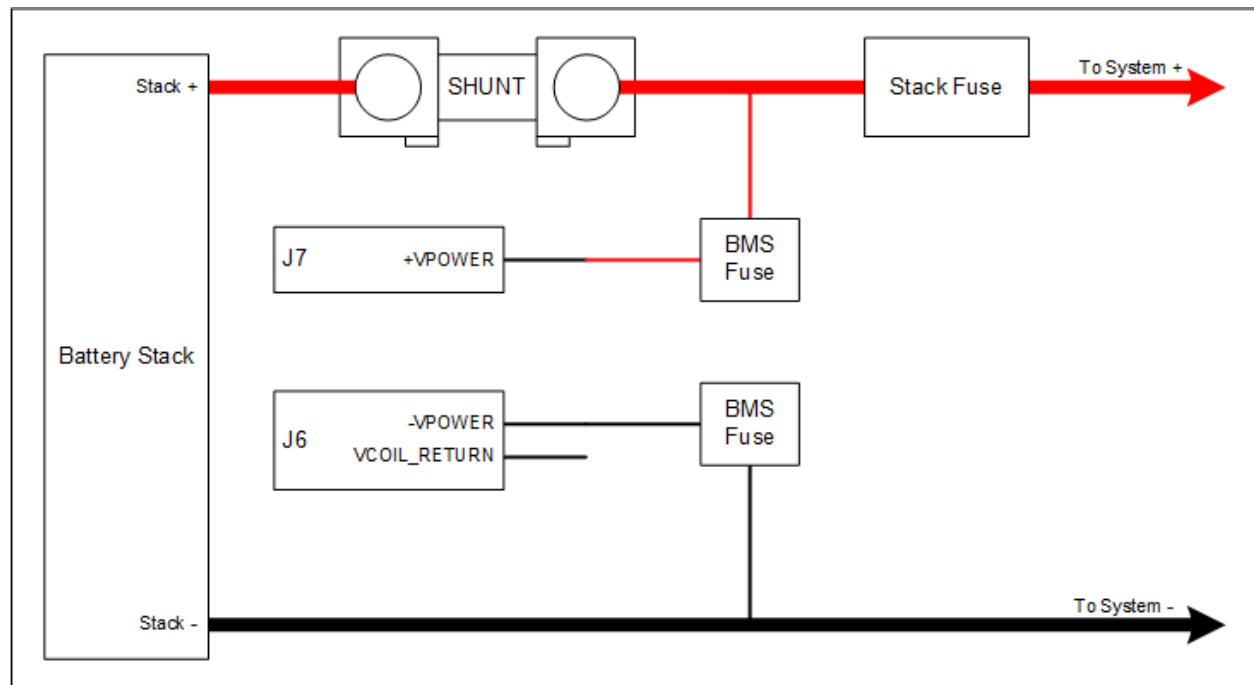 Stack +
SHUNT
Stack Fuse
To System +
J7
+VPOWER
BMS
Fuse
Battery Stack
J6
-VPOWER
VCOIL_RETURN
BMS
Fuse
Stack -
To System -